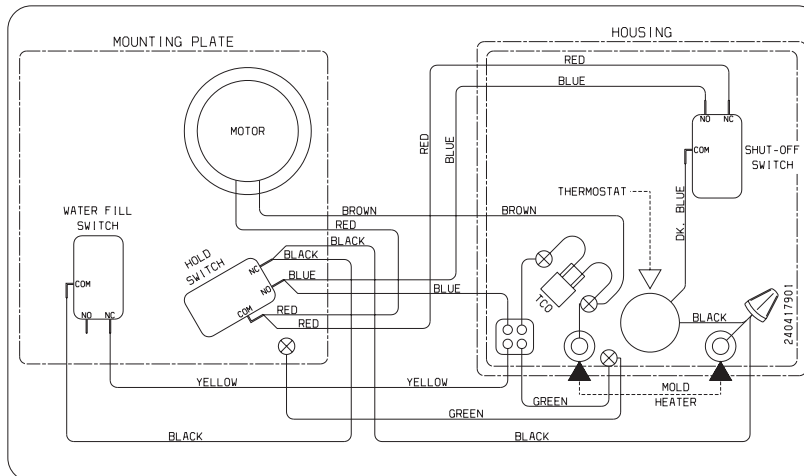 MOUNTING PLATE
HOUSING
RED
BLUE
MOTOR
RED
BLUE
NO
NC
COM
SHUT-OFF
SWITCH
THERMOSTAT
DK. BLUE
WATER FILL
SWITCH
BROWN
BROWN
RED
BLACK
BLACK
HOLD
SWITCH
NC
NO
COM
BLUE
BLUE
RED
RED
COM
NO
NC
TCO
BLACK
240417901
YELLOW
YELLOW
MOLD
HEATER
GREEN
GREEN
BLACK
BLACK